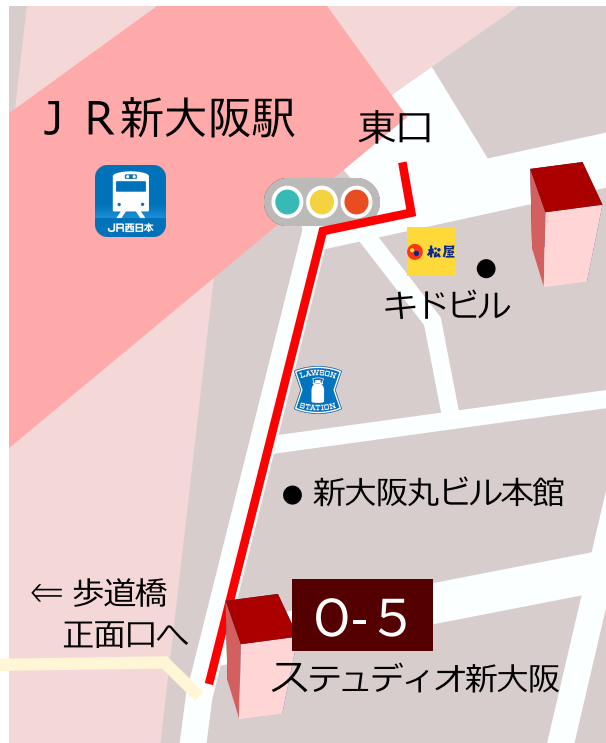 ＪＲ新大阪駅
東口
JR西日本
松屋
キドビル
LAWSON
STATION
新大阪丸ビル本館
⇐ 歩道橋
正面口へ
O-5
ステュディオ新大阪